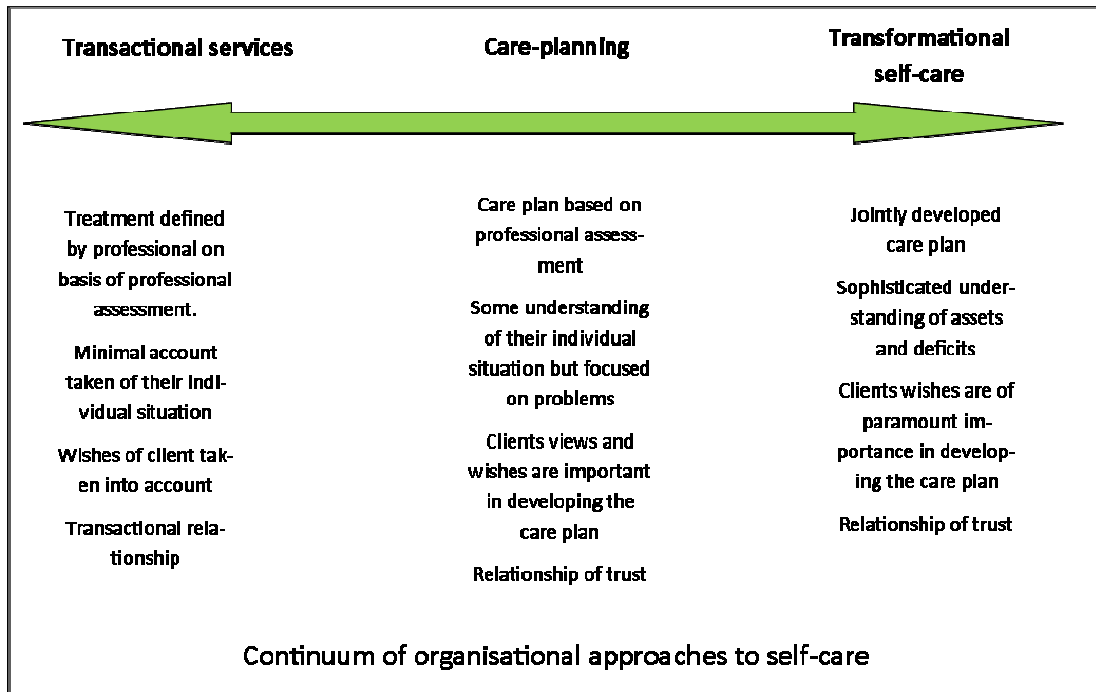 Transactional services
Care-planning
Transformational
self-care
Treatment defined
by professional on
basis of professional
assessment.
Minimal account
taken of their indi-
vidual situation
Wishes of client tak-
en into account
Transactional rela-
tionship
Care plan based on
professional assess-
ment
Some understanding
of their individual
situation but focused
on problems
Clients views and
wishes are important
in developing the
care plan
Relationship of trust
Jointly developed
care plan
Sophisticated under-
standing of assets
and deficits
Clients wishes are of
paramount im-
portance in develop-
ing the care plan
Relationship of trust
Continuum of organisational approaches to self-care